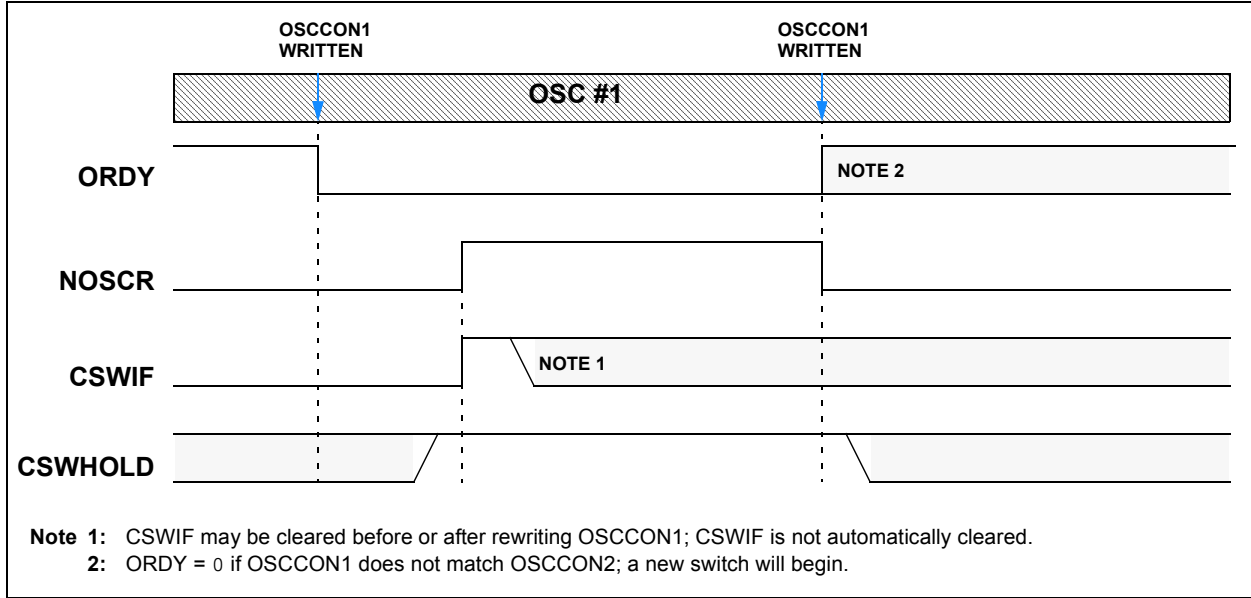 OSCCON1
WRITTEN
OSCCON1
WRITTEN
OSC #1
ORDY
NOTE 2
NOSCR
CSWIF
NOTE 1
CSWHOLD
Note 1: CSWIF may be cleared before or after rewriting OSCCON1; CSWIF is not automatically cleared.
2: ORDY = 0 if OSCCON1 does not match OSCCON2; a new switch will begin.